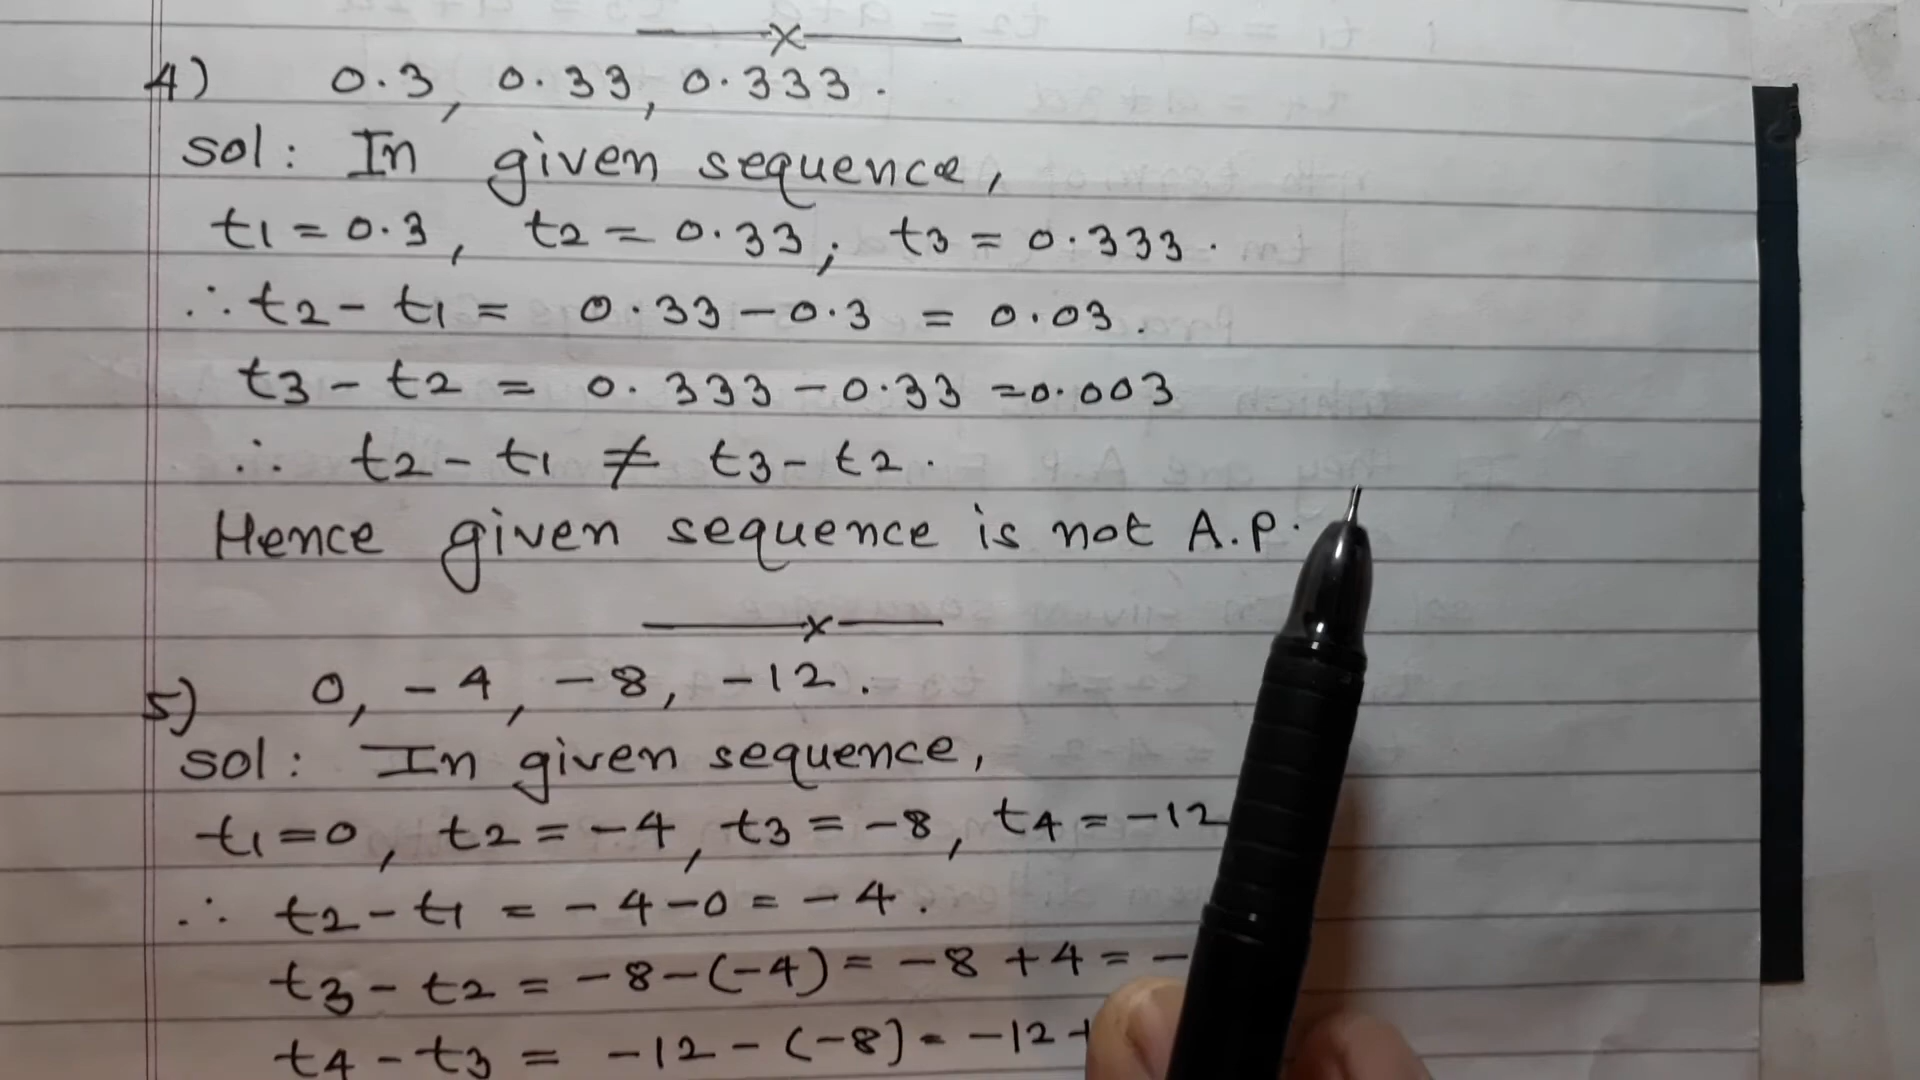 4) 0.3, 0.33, 0.333.
sol: In given sequence,
t1 = 0.3, t2 = 0.33, t3 = 0.333.
∴ t2 - t1 = 0.33 - 0.3 = 0.03.
t3 - t2 = 0.333 - 0.33 = 0.003
∴ t2 - t1 ≠ t3 - t2.
Hence given sequence is not A.P.
5) 0, -4, -8, -12.
sol: In given sequence,
t1 = 0, t2 = -4, t3 = -8, t4 = -12
∴ t2 - t1 = -4 - 0 = -4.
t3 - t2 = -8 - (-4) = -8 + 4 = -
t4 - t3 = -12 - (-8) = -12 +